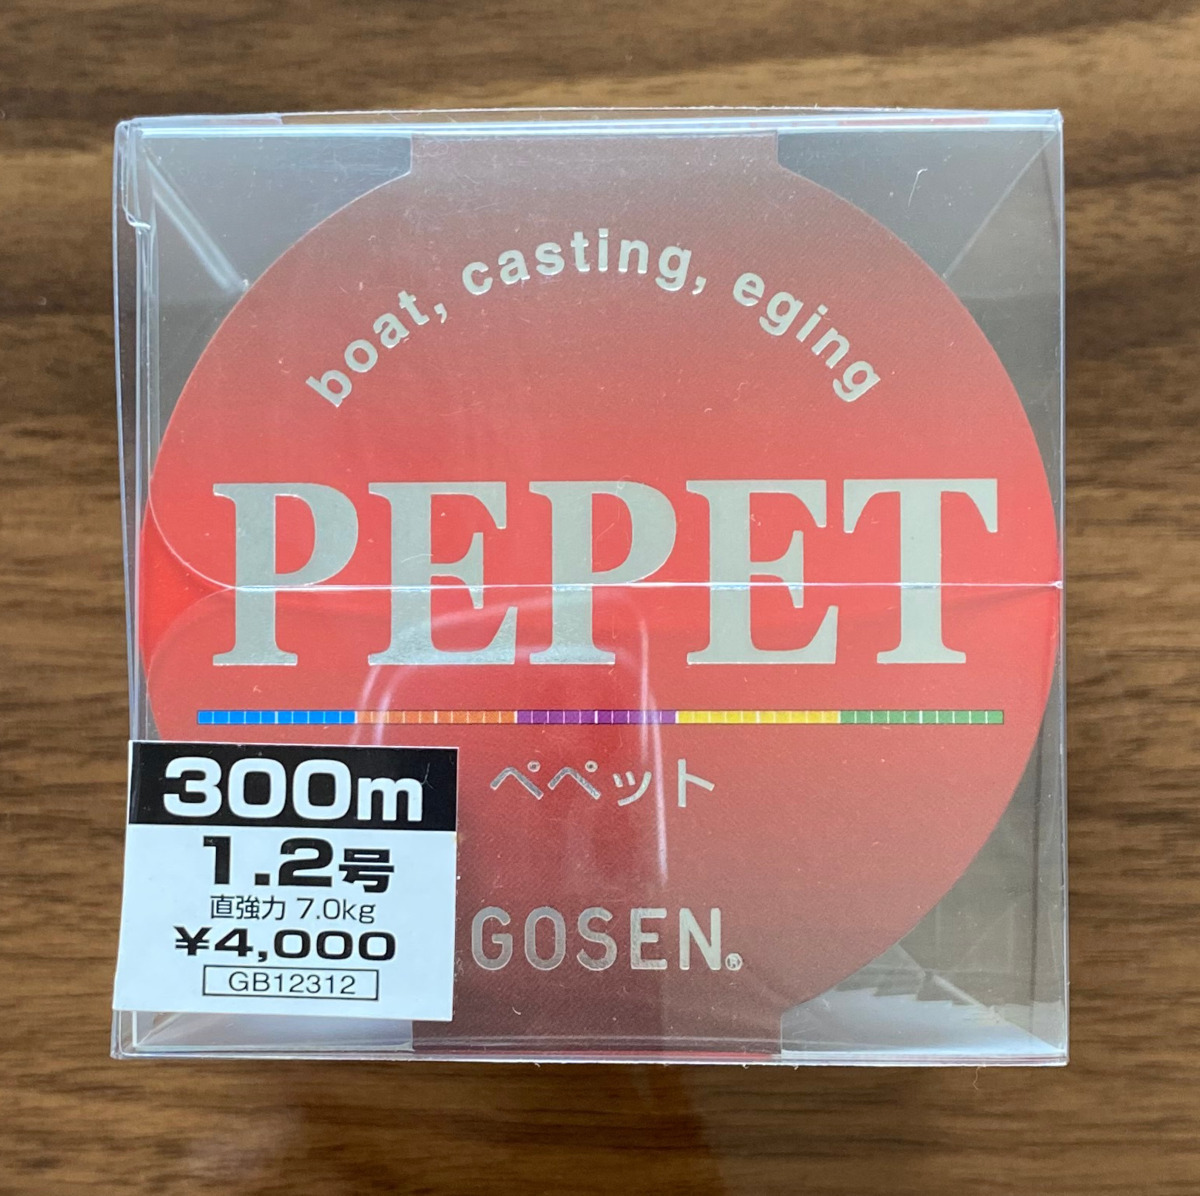 boat, casting, eging
PEPET
ペペット
300m
1.2号
直強力 7.0kg
¥4,000
GB12312
GOSEN®